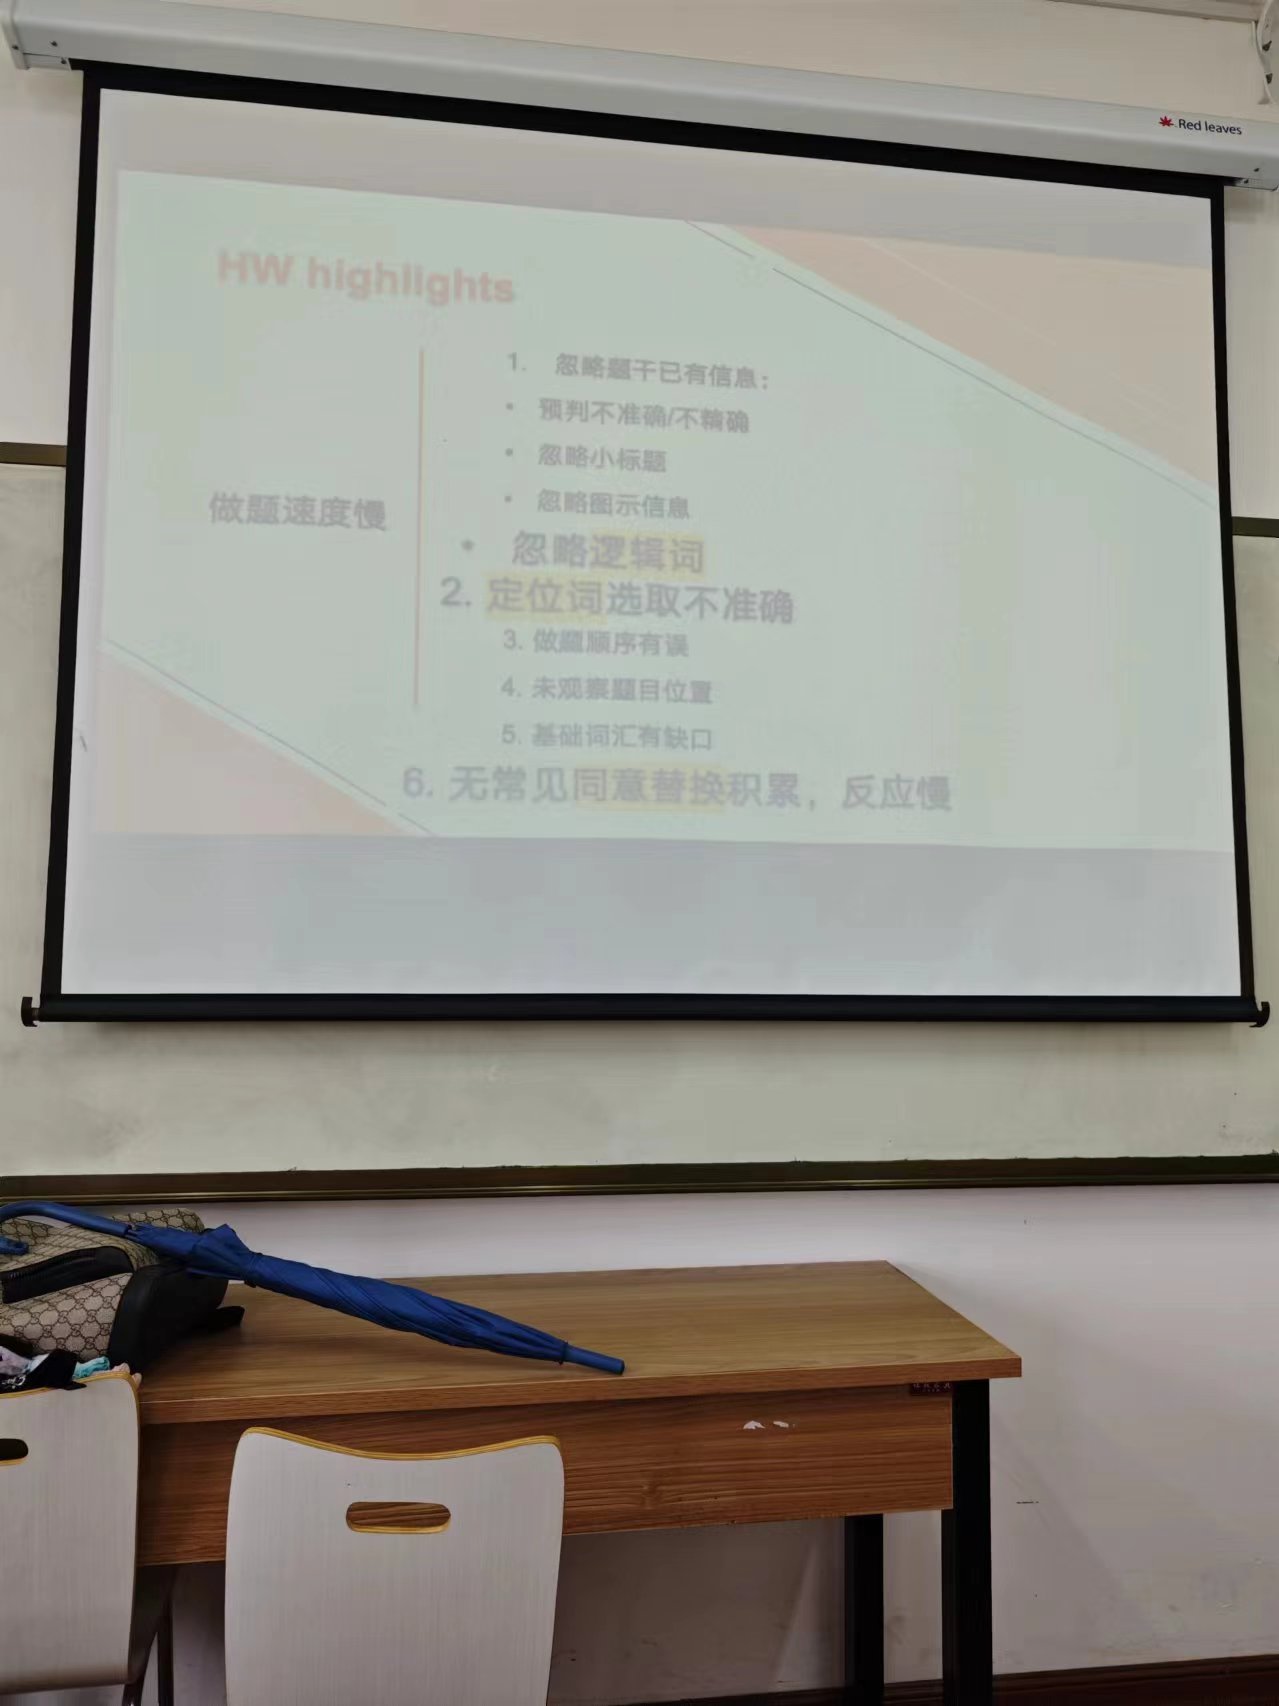 Red leaves
HW highlights
做题速度慢
1. 忽略题干已有信息：
• 预判不准确/不精确
• 忽略小标题
• 忽略图示信息
• 忽略逻辑词
2. 定位词选取不准确
3. 做题顺序有误
4. 未观察题目位置
5. 基础词汇有缺口
6. 无常见同意替换积累，反应慢